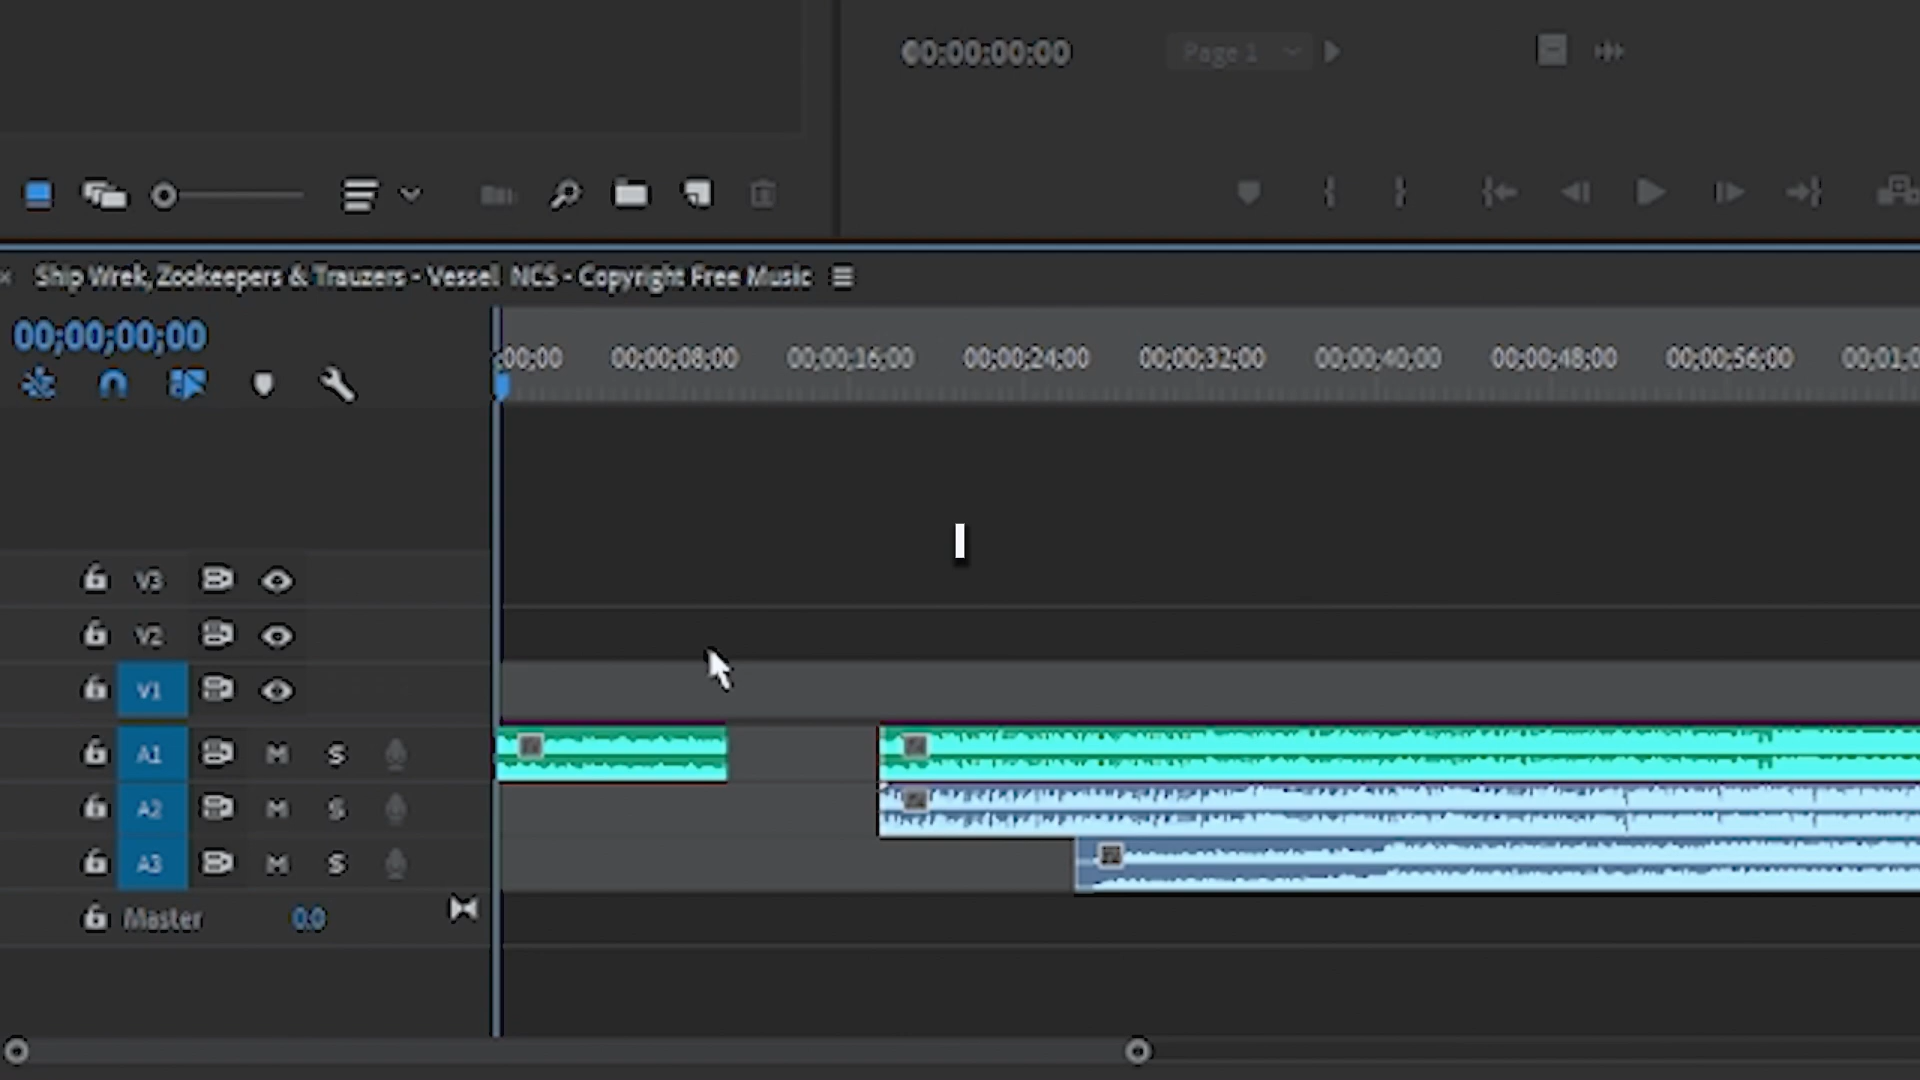 00:00:00:00
Page 1
Ship Wrek, Zookeepers & Trauzers - Vessel NCS - Copyright Free Music
00;00;00;00
;00;00 00;00;08;00 00;00;16;00 00;00;24;00 00;00;32;00 00;00;40;00 00;00;48;00 00;00;56;00 00;01;0
V3
V2
V1
A1 M S
A2 M S
A3 M S
Master 0.0